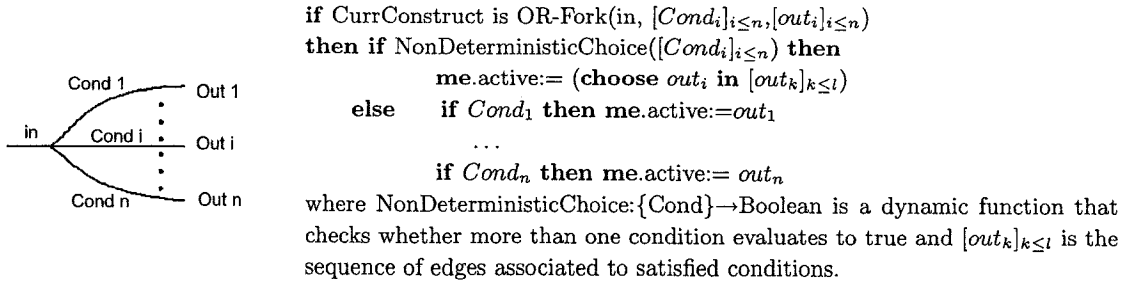 Cond 1
Out 1
in
Cond i
Out i
Cond n
Out n
if CurrConstruct is OR-Fork(in, [Cond_i]_{i≤n},[out_i]_{i≤n})
then if NonDeterministicChoice([Cond_i]_{i≤n}) then
me.active:= (choose out_i in [out_k]_{k≤l})
else if Cond_1 then me.active:=out_1
...
if Cond_n then me.active:= out_n
where NonDeterministicChoice:{Cond}→Boolean is a dynamic function that
checks whether more than one condition evaluates to true and [out_k]_{k≤l} is the
sequence of edges associated to satisfied conditions.